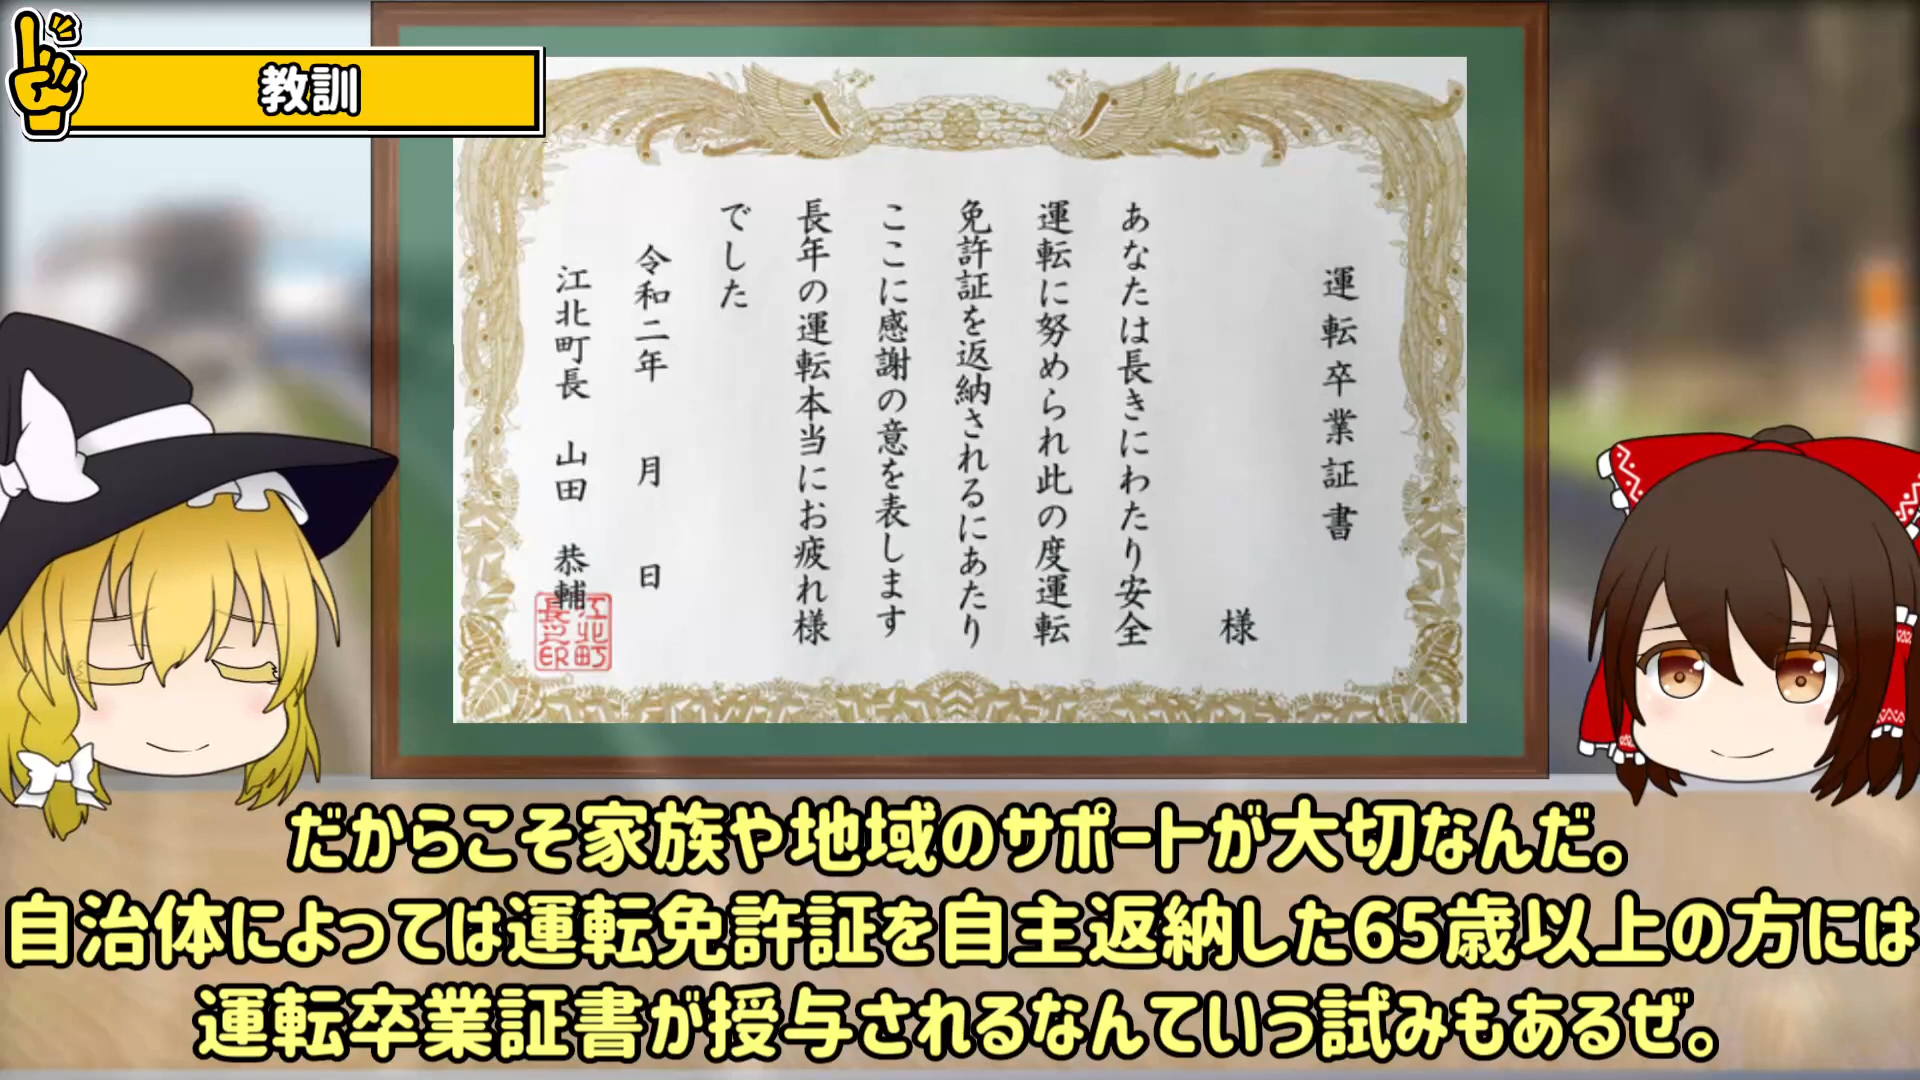 教訓
運転卒業証書
様
あなたは長きにわたり安全
運転に努められ此の度運転
免許証を返納されるにあたり
ここに感謝の意を表します
長年の運転本当にお疲れ様
でした
令和二年 月 日
江北町長 山田 恭輔
江北町
長之印
だからこそ家族や地域のサポートが大切なんだ。
自治体によっては運転免許証を自主返納した65歳以上の方には
運転卒業証書が授与されるなんていう試みもあるぜ。